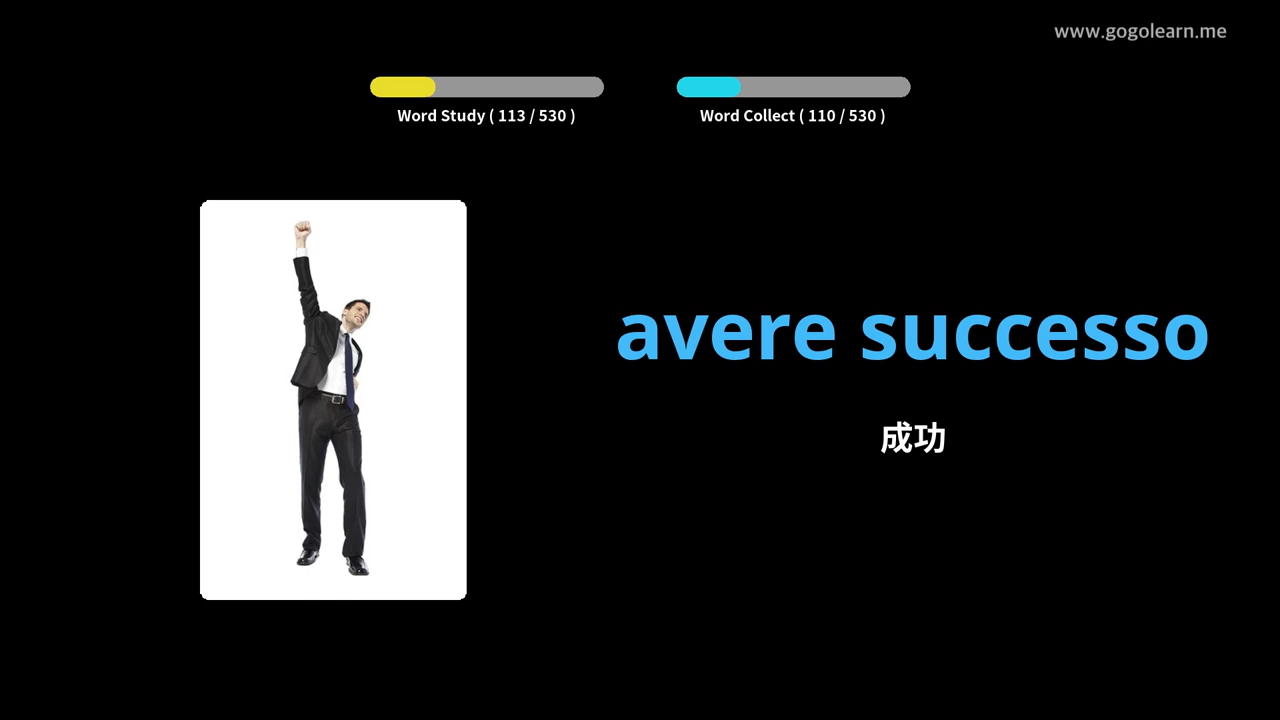 www.gogolearn.me
Word Study ( 113 / 530 )
Word Collect ( 110 / 530 )
avere successo
成功